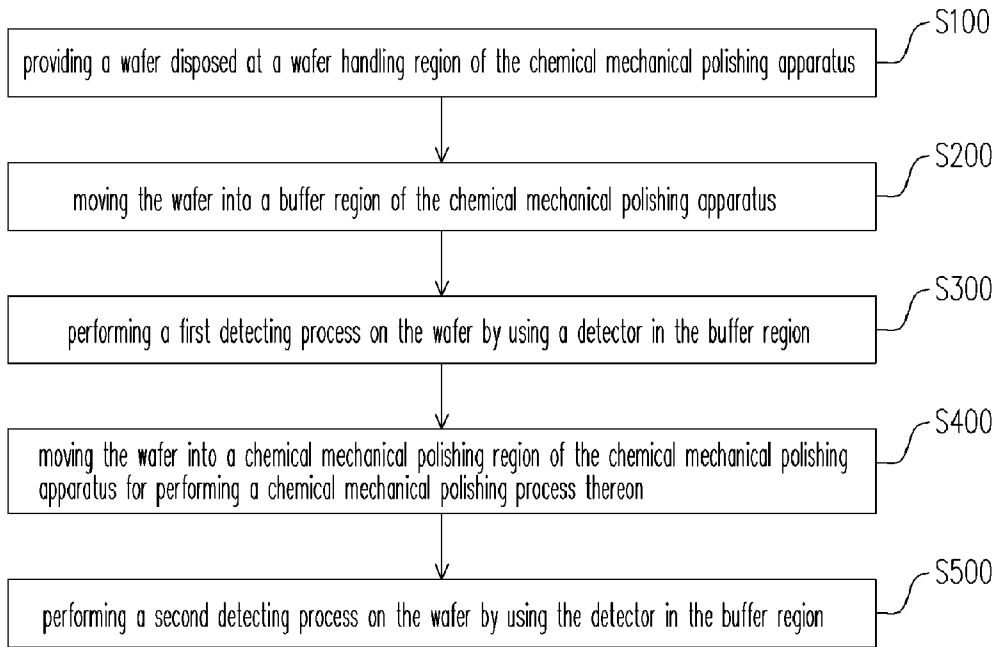 S100
providing a wafer disposed at a wafer handling region of the chemical mechanical polishing apparatus
S200
moving the wafer into a buffer region of the chemical mechanical polishing apparatus
S300
performing a first detecting process on the wafer by using a detector in the buffer region
S400
moving the wafer into a chemical mechanical polishing region of the chemical mechanical polishing
apparatus for performing a chemical mechanical polishing process thereon
S500
performing a second detecting process on the wafer by using the detector in the buffer region